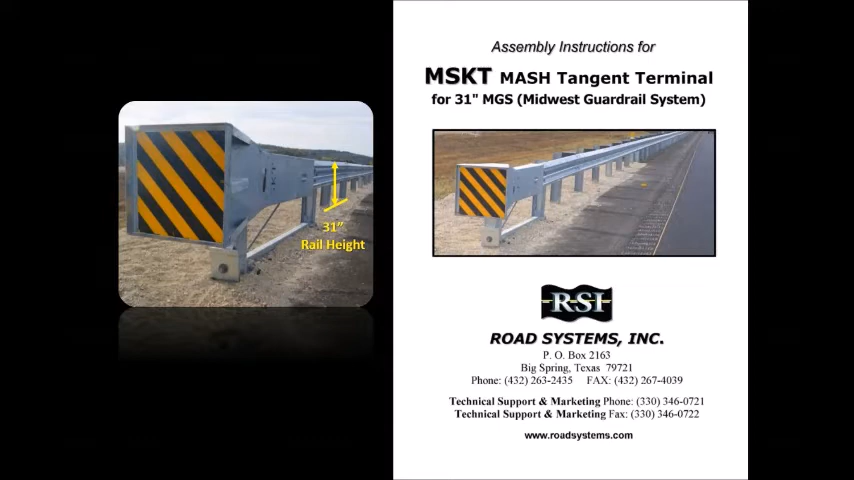 31"
Rail Height
Assembly Instructions for
MSKT MASH Tangent Terminal
for 31" MGS (Midwest Guardrail System)
RSI
ROAD SYSTEMS, INC.
P. O. Box 2163
Big Spring, Texas 79721
Phone: (432) 263-2435 FAX: (432) 267-4039
Technical Support & Marketing Phone: (330) 346-0721
Technical Support & Marketing Fax: (330) 346-0722
www.roadsystems.com